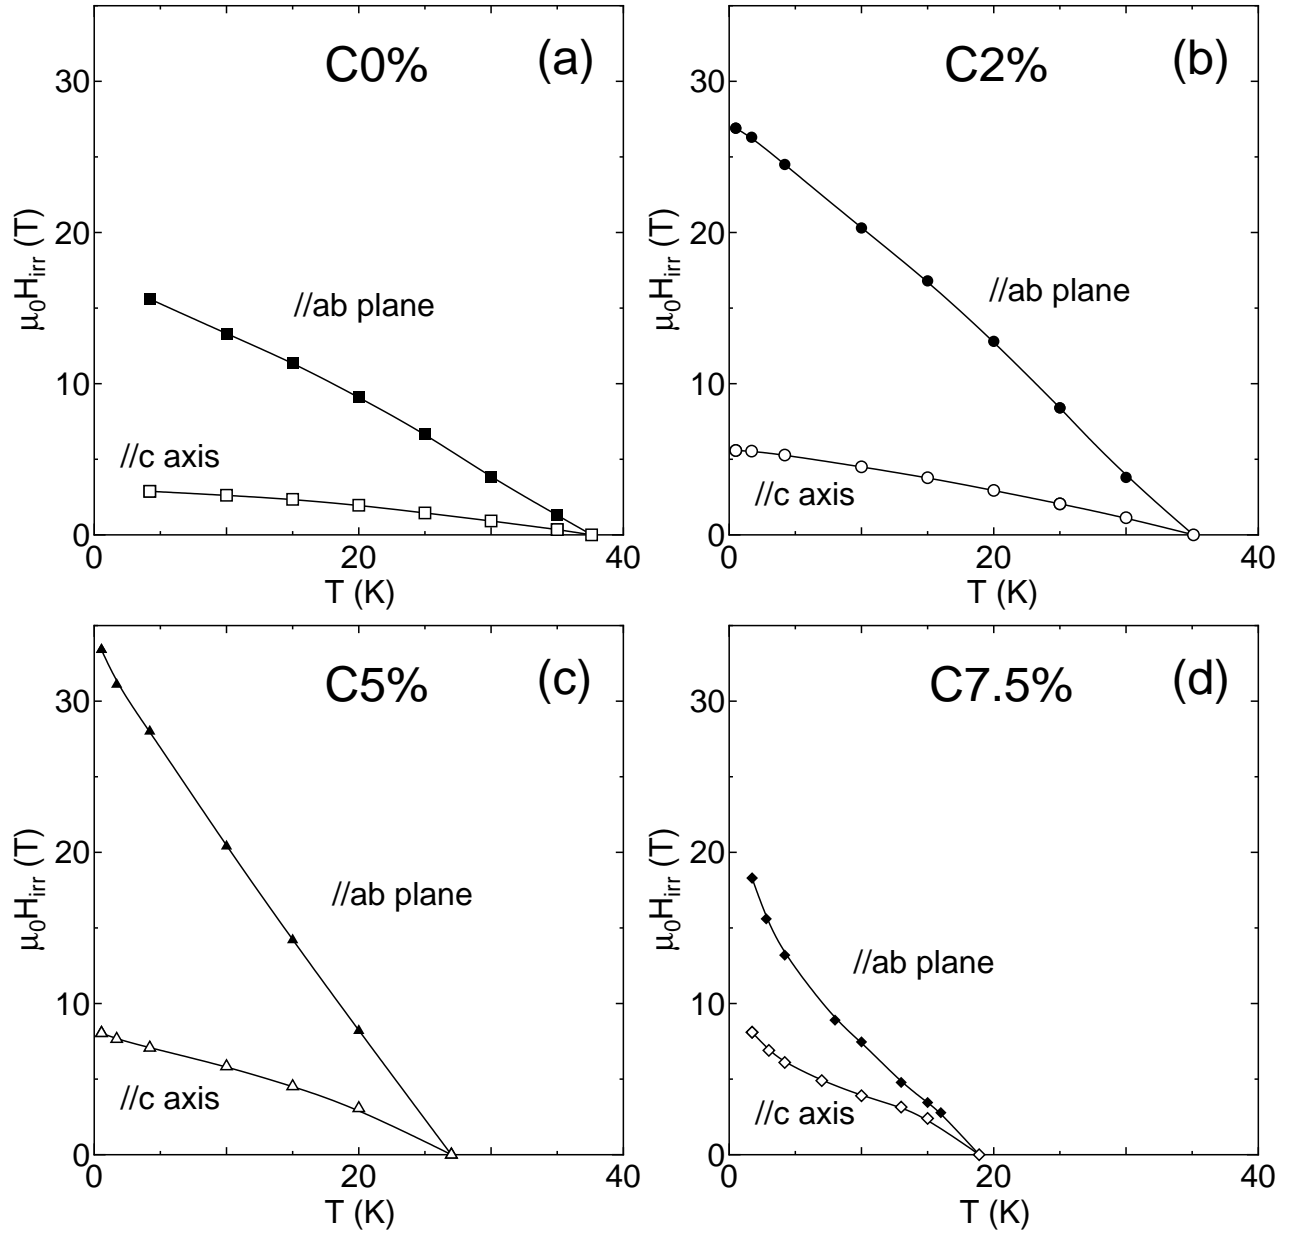 C0%
(a)
30
20
10
0
μ0Hirr (T)
//ab plane
//c axis
0
20
40
T (K)
C2%
(b)
30
20
10
0
μ0Hirr (T)
//ab plane
//c axis
0
20
40
T (K)
C5%
(c)
30
20
10
0
μ0Hirr (T)
//ab plane
//c axis
0
20
40
T (K)
C7.5%
(d)
30
20
10
0
μ0Hirr (T)
//ab plane
//c axis
0
20
40
T (K)